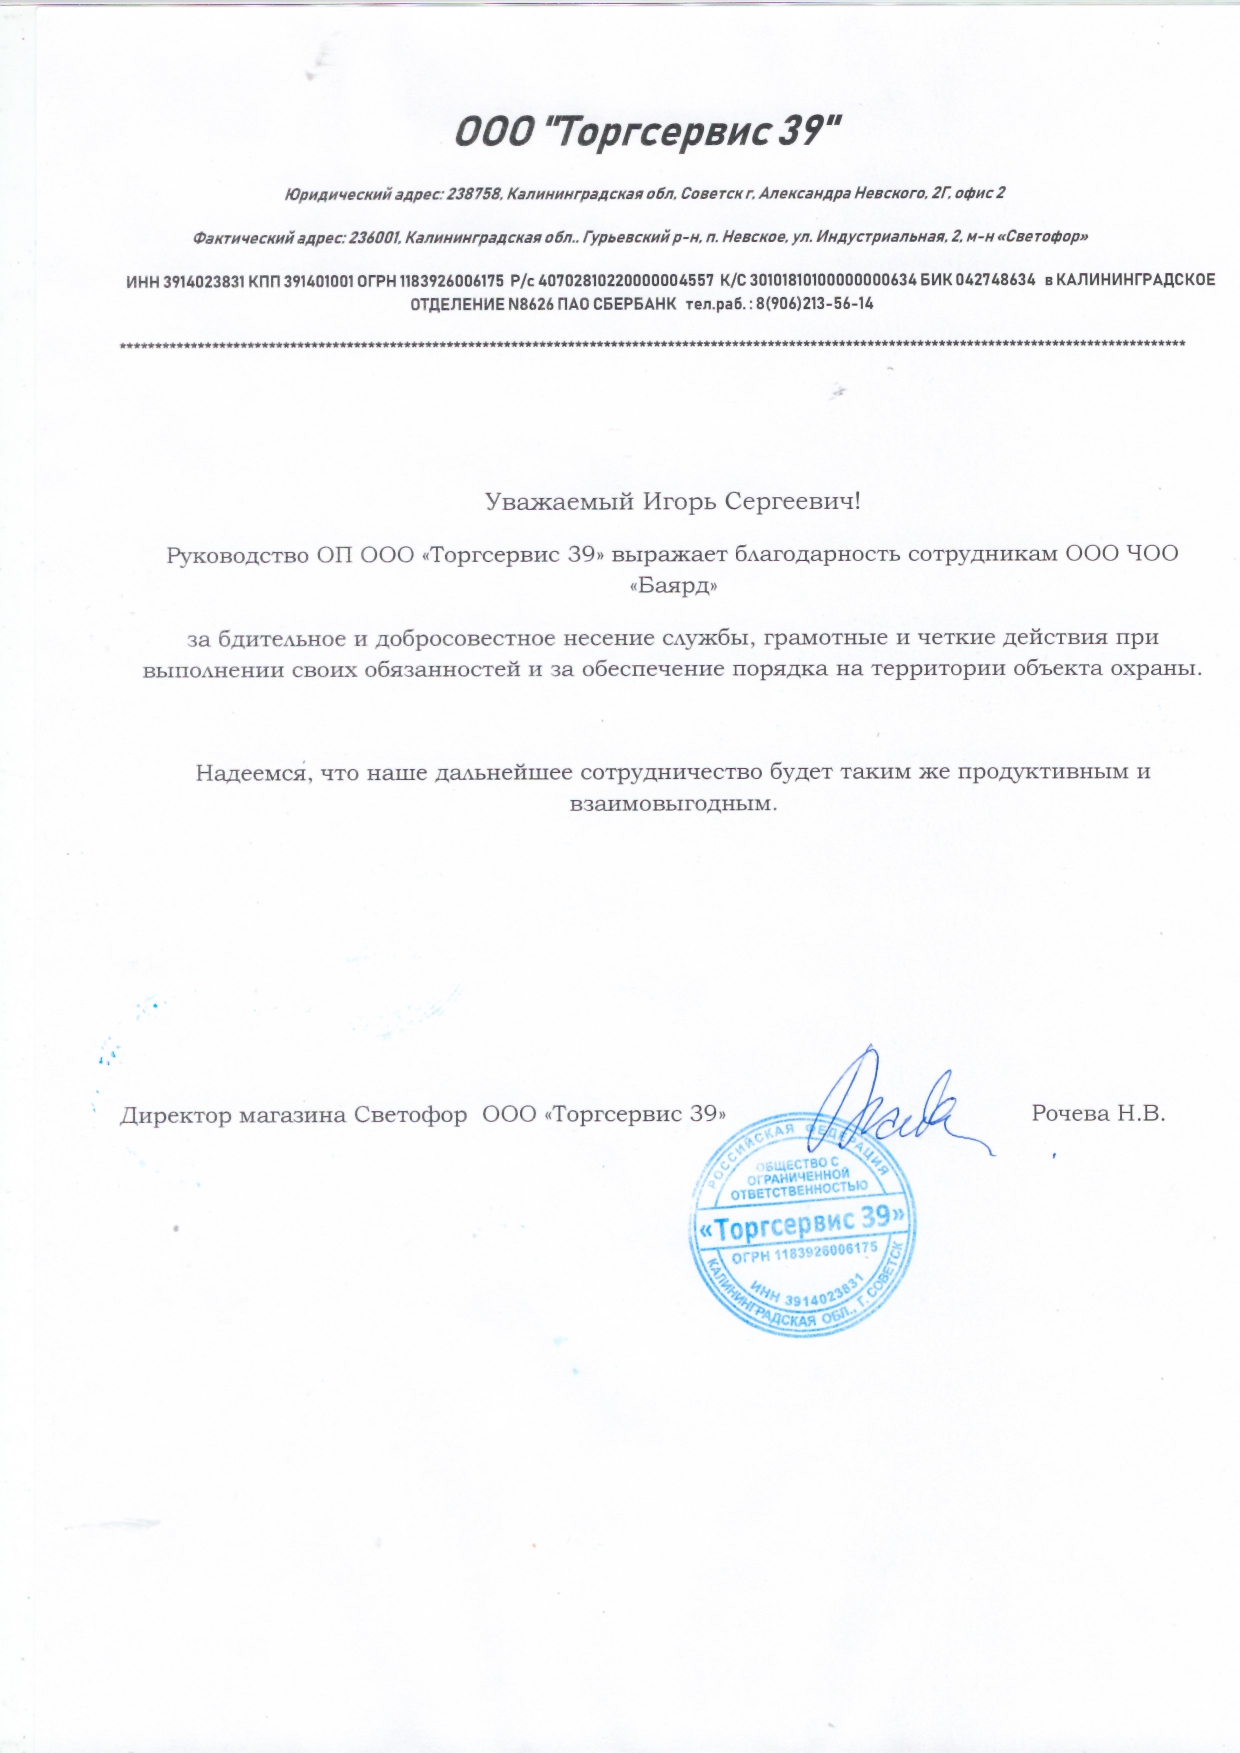 ООО "Торгсервис 39"
Юридический адрес: 238758, Калининградская обл, Советск г, Александра Невского, 2Г, офис 2
Фактический адрес: 236001, Калининградская обл., Гурьевский р-н, п. Невское, ул. Индустриальная, 2, м-н «Светофор»
ИНН 3914023831 КПП 391401001 ОГРН 1183926006175 Р/с 40702810220000004557 К/С 30101810100000000634 БИК 042748634 в КАЛИНИНГРАДСКОЕ
ОТДЕЛЕНИЕ N8626 ПАО СБЕРБАНК тел.раб. : 8(906)213-56-14
Уважаемый Игорь Сергеевич!
Руководство ОП ООО «Торгсервис 39» выражает благодарность сотрудникам ООО ЧОО
«Баярд»
за бдительное и добросовестное несение службы, грамотные и четкие действия при
выполнении своих обязанностей и за обеспечение порядка на территории объекта охраны.
Надеемся, что наше дальнейшее сотрудничество будет таким же продуктивным и
взаимовыгодным.
Директор магазина Светофор ООО «Торгсервис 39» Рочева Н.В.
РОССИЙСКАЯ ФЕДЕРАЦИЯ
ОБЩЕСТВО С
ОГРАНИЧЕННОЙ
ОТВЕТСТВЕННОСТЬЮ
«Торгсервис 39»
ОГРН 1183926006175
ИНН 3914023831
КАЛИНИНГРАДСКАЯ ОБЛ., Г. СОВЕТСК